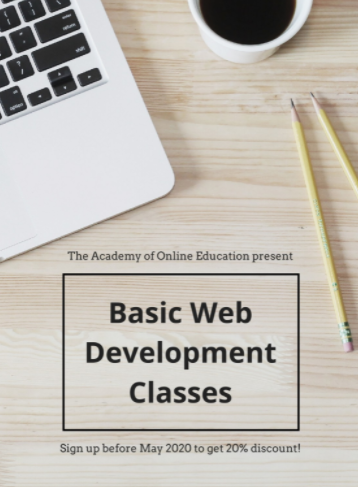 The Academy of Online Education present
Basic Web
Development
Classes
Sign up before May 2020 to get 20% discount!